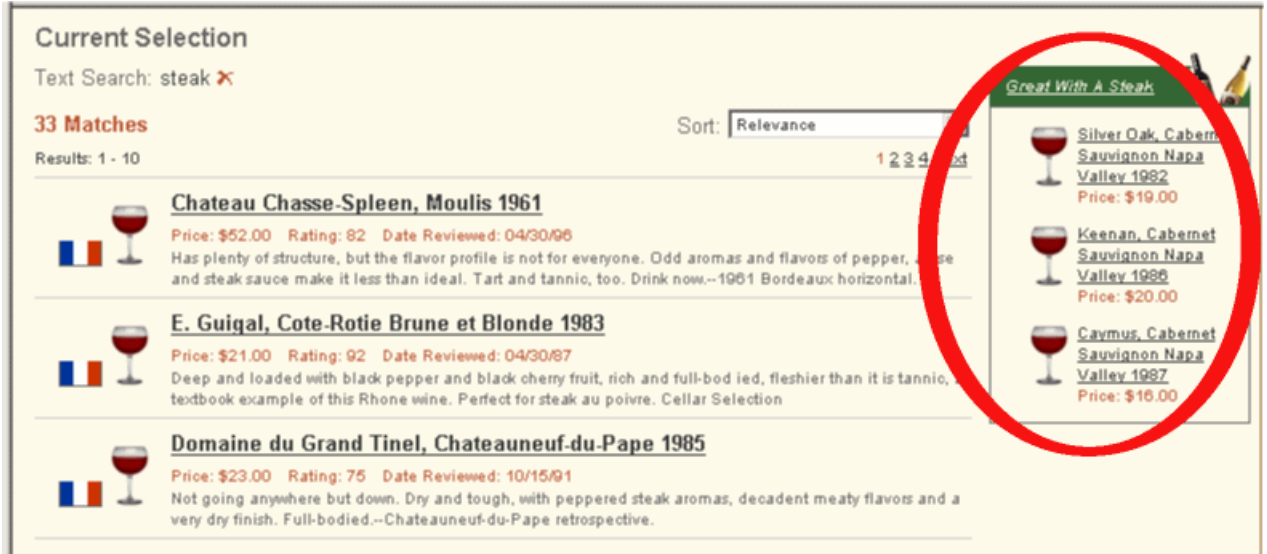 Current Selection
Text Search: steak
33 Matches
Sort: Relevance
Results: 1 - 10
1 2 3 4
Chateau Chasse-Spleen, Moulis 1961
Price: $52.00 Rating: 82 Date Reviewed: 04/30/96
Has plenty of structure, but the flavor profile is not for everyone. Odd aromas and flavors of pepper,
and steak sauce make it less than ideal. Tart and tannic, too. Drink now.--1961 Bordeaux horizontal.
E. Guigal, Cote-Rotie Brune et Blonde 1983
Price: $21.00 Rating: 92 Date Reviewed: 04/30/87
Deep and loaded with black pepper and black cherry fruit, rich and full-bod ied, fleshier than it is tannic,
textbook example of this Rhone wine. Perfect for steak au poivre. Cellar Selection
Domaine du Grand Tinel, Chateauneuf-du-Pape 1985
Price: $23.00 Rating: 75 Date Reviewed: 10/15/91
Not going anywhere but down. Dry and tough, with peppered steak aromas, decadent meaty flavors and a
very dry finish. Full-bodied.--Chateauneuf-du-Pape retrospective.
Great With A Steak
Silver Oak, Cabern
Sauvignon Napa
Valley 1982
Price: $19.00
Keenan, Cabernet
Sauvignon Napa
Valley 1986
Price: $20.00
Caymus, Cabernet
Sauvignon Napa
Valley 1987
Price: $16.00